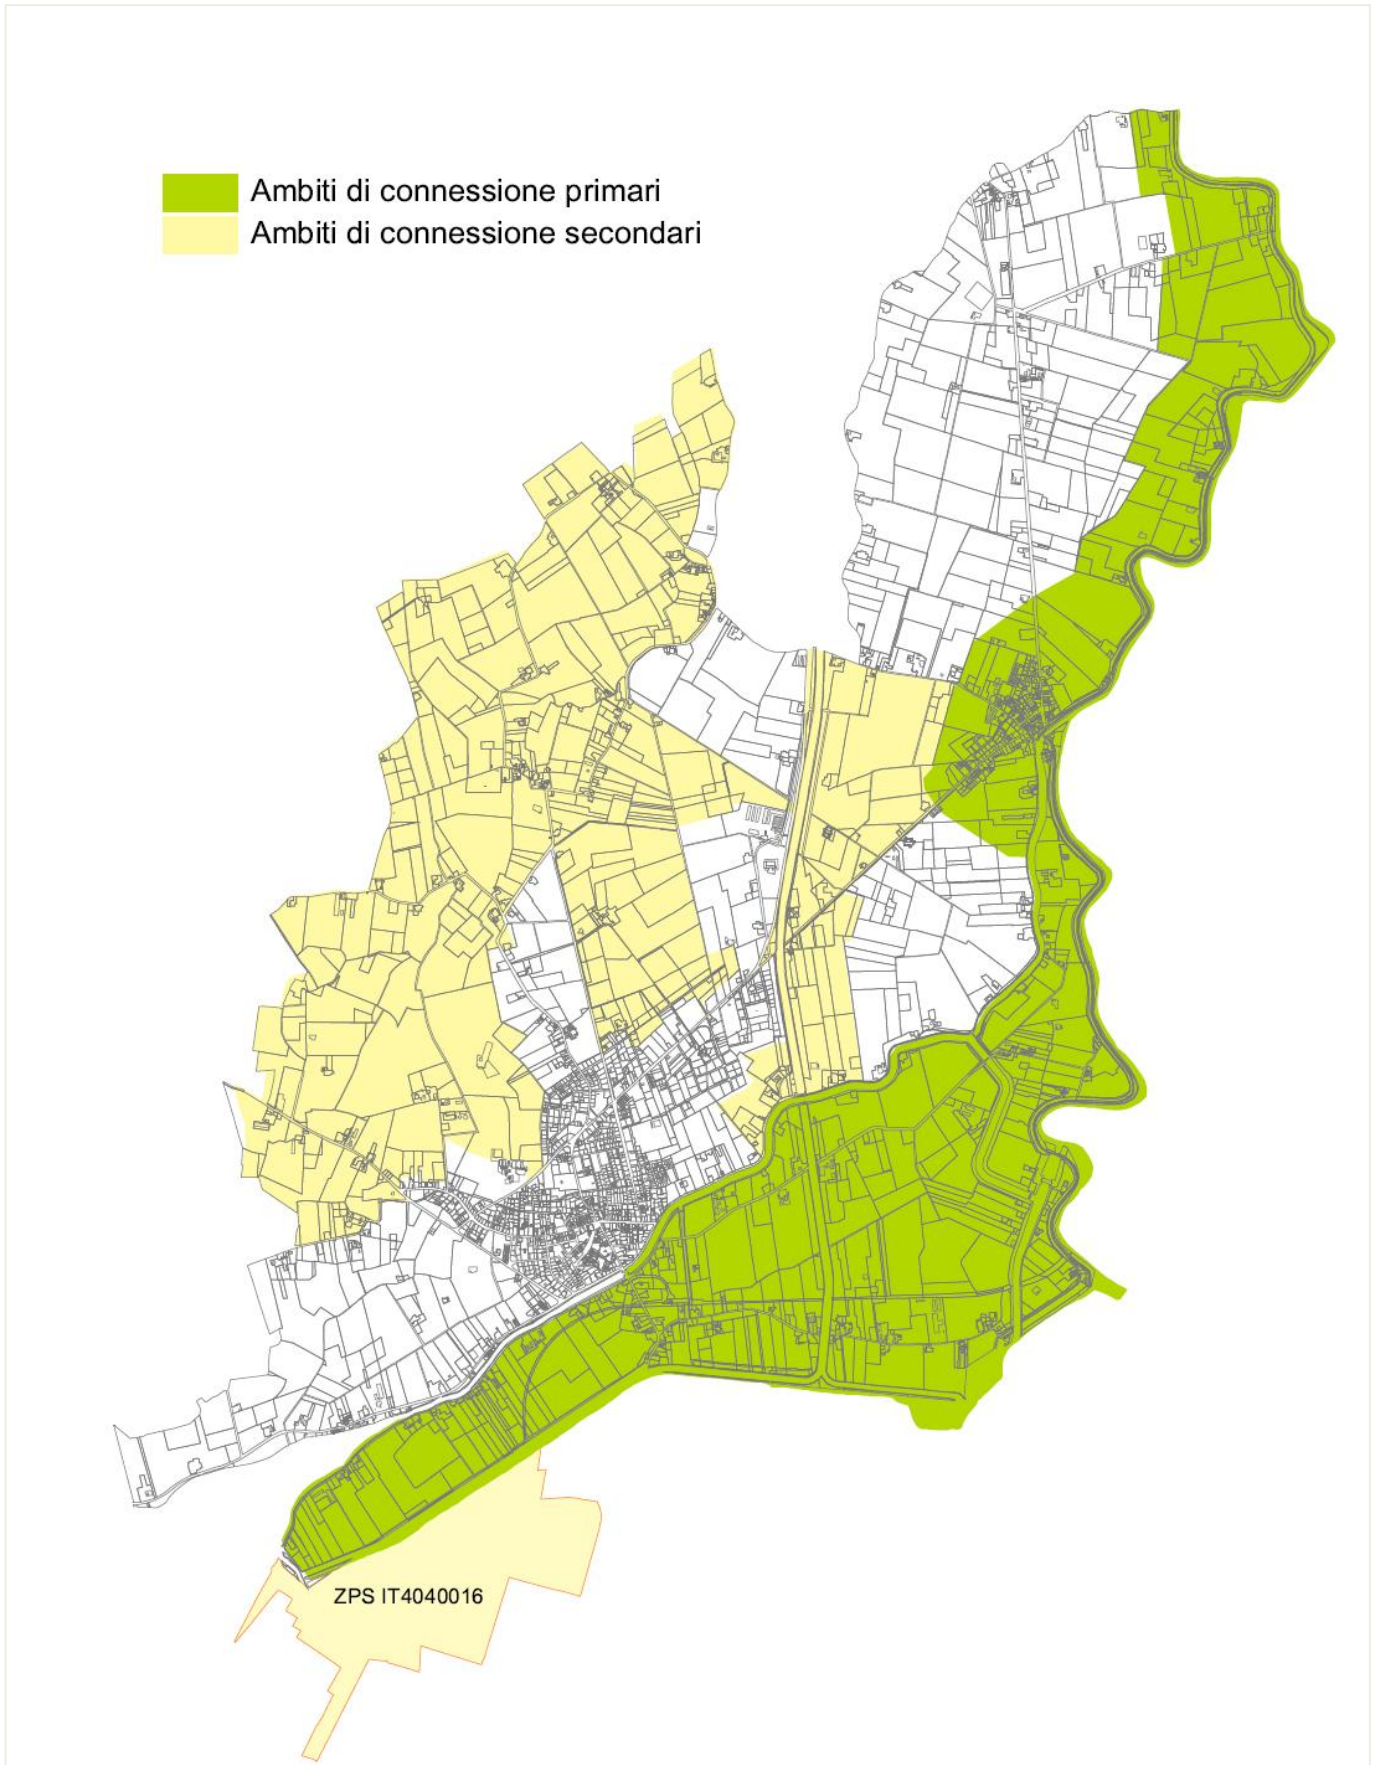 Ambiti di connessione primari
Ambiti di connessione secondari
ZPS IT4040016